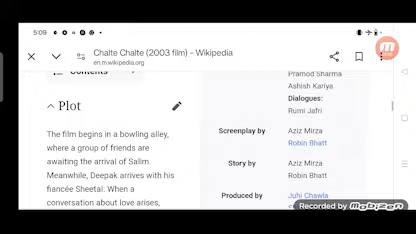 5:09
Chalte Chalte (2003 film) - Wikipedia
en.m.wikipedia.org
Contents
Plot
The film begins in a bowling alley,
where a group of friends are
awaiting the arrival of Salim.
Meanwhile, Deepak arrives with his
fiancée Sheetal. When a
conversation about love arises,
Pramod Sharma
Ashish Kariya
Dialogues:
Rumi Jafri
Screenplay by Aziz Mirza
Robin Bhatt
Story by Aziz Mirza
Robin Bhatt
Produced by Juhi Chawla
Recorded by Mobizen